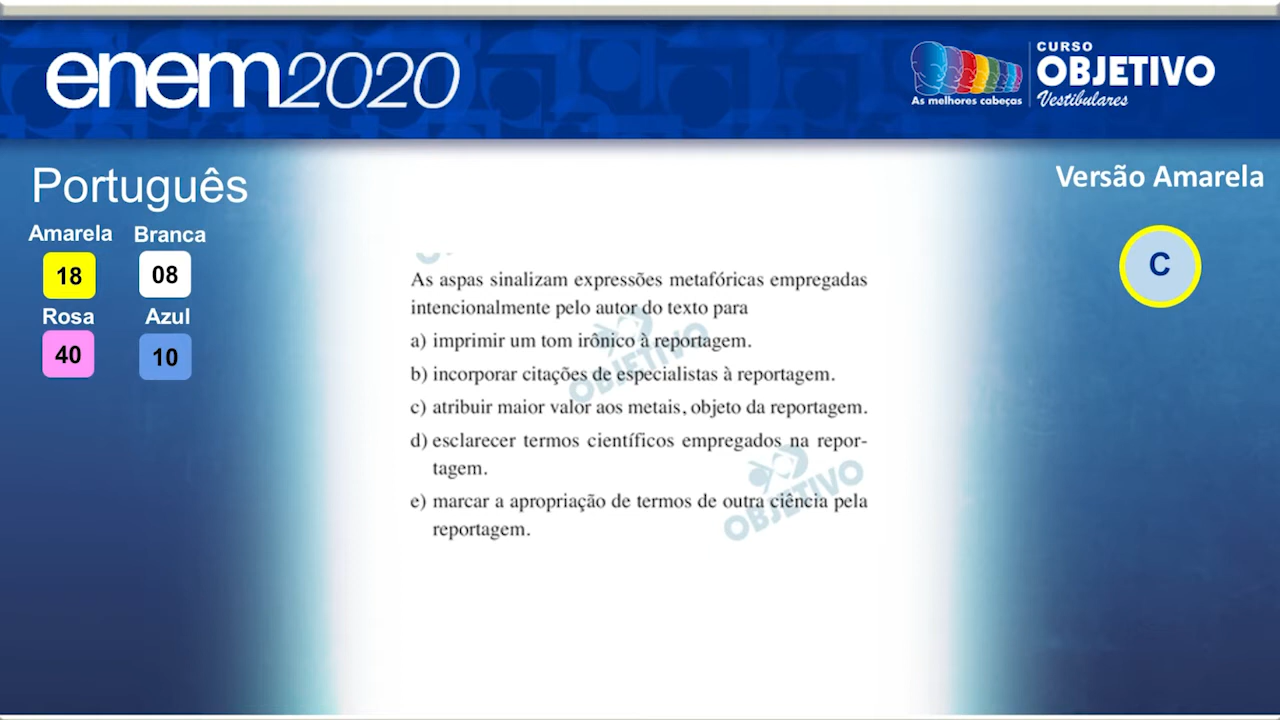 enem2020
CURSO
OBJETIVO
Vestibulares
As melhores cabeças
Português
Versão Amarela
Amarela Branca
18 08
Rosa Azul
40 10
C
As aspas sinalizam expressões metafóricas empregadas
intencionalmente pelo autor do texto para
a) imprimir um tom irônico à reportagem.
b) incorporar citações de especialistas à reportagem.
c) atribuir maior valor aos metais, objeto da reportagem.
d) esclarecer termos científicos empregados na repor-
tagem.
e) marcar a apropriação de termos de outra ciência pela
reportagem.
OBJETIVO
OBJETIVO